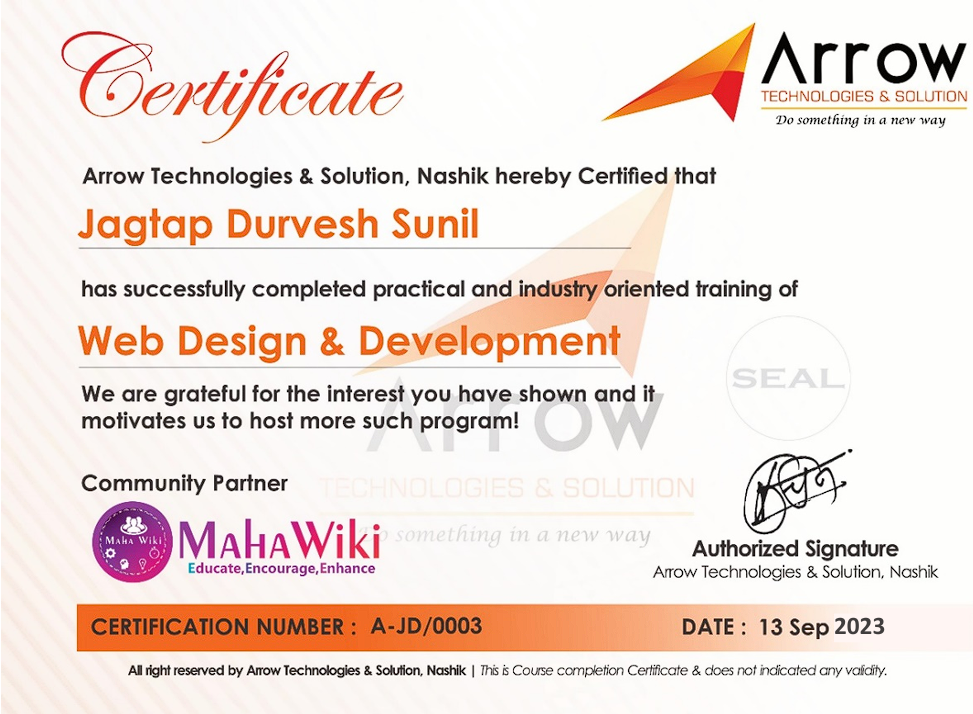 Certificate
Arrow
TECHNOLOGIES & SOLUTION
Do something in a new way
Arrow Technologies & Solution, Nashik hereby Certified that
Jagtap Durvesh Sunil
has successfully completed practical and industry oriented training of
Web Design & Development
We are grateful for the interest you have shown and it
motivates us to host more such program!
SEAL
Arrow
TECHNOLOGIES & SOLUTION
something in a new way
Community Partner
Maha Wiki
MAHAWIKI
Educate,Encourage,Enhance
Authorized Signature
Arrow Technologies & Solution, Nashik
CERTIFICATION NUMBER : A-JD/0003
DATE : 13 Sep 2023
All right reserved by Arrow Technologies & Solution, Nashik | This is Course completion Certificate & does not indicated any validity.